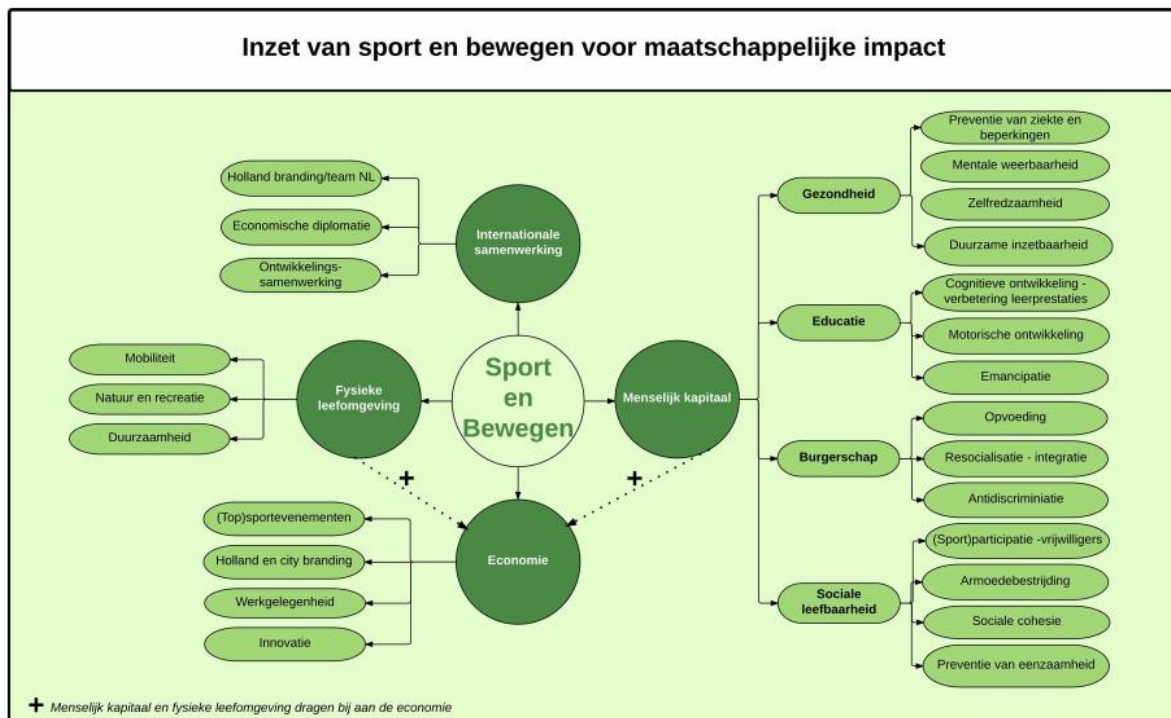 Inzet van sport en bewegen voor maatschappelijke impact
Holland branding/team NL
Economische diplomatie
Ontwikkelings-
samenwerking
Internationale
samenwerking
Mobiliteit
Natuur en recreatie
Duurzaamheid
Fysieke
leefomgeving
Sport
en
Bewegen
Menselijk kapitaal
+
+
(Top)sportevenementen
Holland en city branding
Werkgelegenheid
Innovatie
Economie
Gezondheid
Preventie van ziekte en
beperkingen
Mentale weerbaarheid
Zelfredzaamheid
Duurzame inzetbaarheid
Educatie
Cognitieve ontwikkeling -
verbetering leerprestaties
Motorische ontwikkeling
Emancipatie
Burgerschap
Opvoeding
Resocialisatie - integratie
Antidiscriminiatie
Sociale
leefbaarheid
(Sport)participatie -vrijwilligers
Armoedebestrijding
Sociale cohesie
Preventie van eenzaamheid
+ Menselijk kapitaal en fysieke leefomgeving dragen bij aan de economie